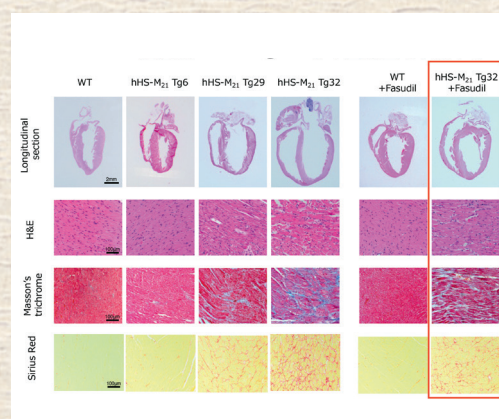 WT
hHS-M21 Tg6
hHS-M21 Tg29
hHS-M21 Tg32
WT
+Fasudil
hHS-M21 Tg32
+Fasudil
Longitudinal
section
2mm
H&E
100μm
Masson's
trichrome
100μm
Sirius Red
100μm